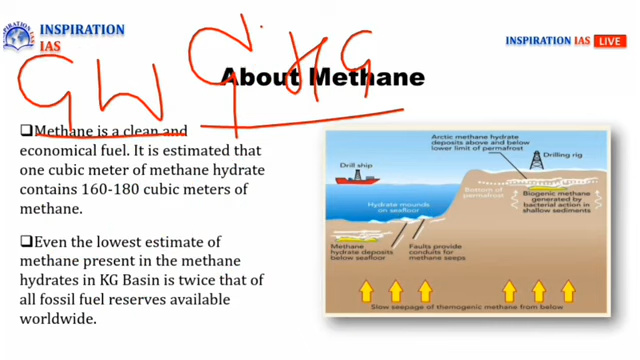 INSPIRATION
IAS
INSPIRATION IAS LIVE
GW GHG
About Methane
Methane is a clean and
economical fuel. It is estimated that
one cubic meter of methane hydrate
contains 160-180 cubic meters of
methane.
Even the lowest estimate of
methane present in the methane
hydrates in KG Basin is twice that of
all fossil fuel reserves available
worldwide.
Arctic methane hydrate
deposits above and below
lower limit of permafrost
Drill ship
Drilling rig
Bottom of
permafrost
Biogenic methane
generated by
bacterial action in
shallow sediments
Hydrate mounds
on seafloor
Methane
hydrate deposits
below seafloor
Faults provide
conduits for
methane seeps
Slow seepage of thermogenic methane from below